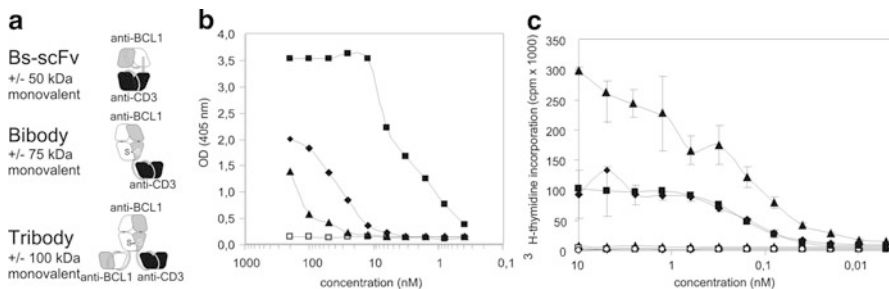 a
anti-BCL1
Bs-scFv
+/- 50 kDa
monovalent
anti-CD3
anti-BCL1
Bibody
+/- 75 kDa
monovalent
S
anti-CD3
anti-BCL1
Tribody
+/- 100 kDa
monovalent
S
anti-BCL1 anti-CD3
b
OD (405 nm)
4,0
3,5
3,0
2,5
2,0
1,5
1,0
0,5
0,0
1000 100 10 1 0,1
concentration (nM)
c
3 H-thymidine incorporation (cpm x 1000)
350
300
250
200
150
100
50
0
10 1 0,1 0,01
concentration (nM)